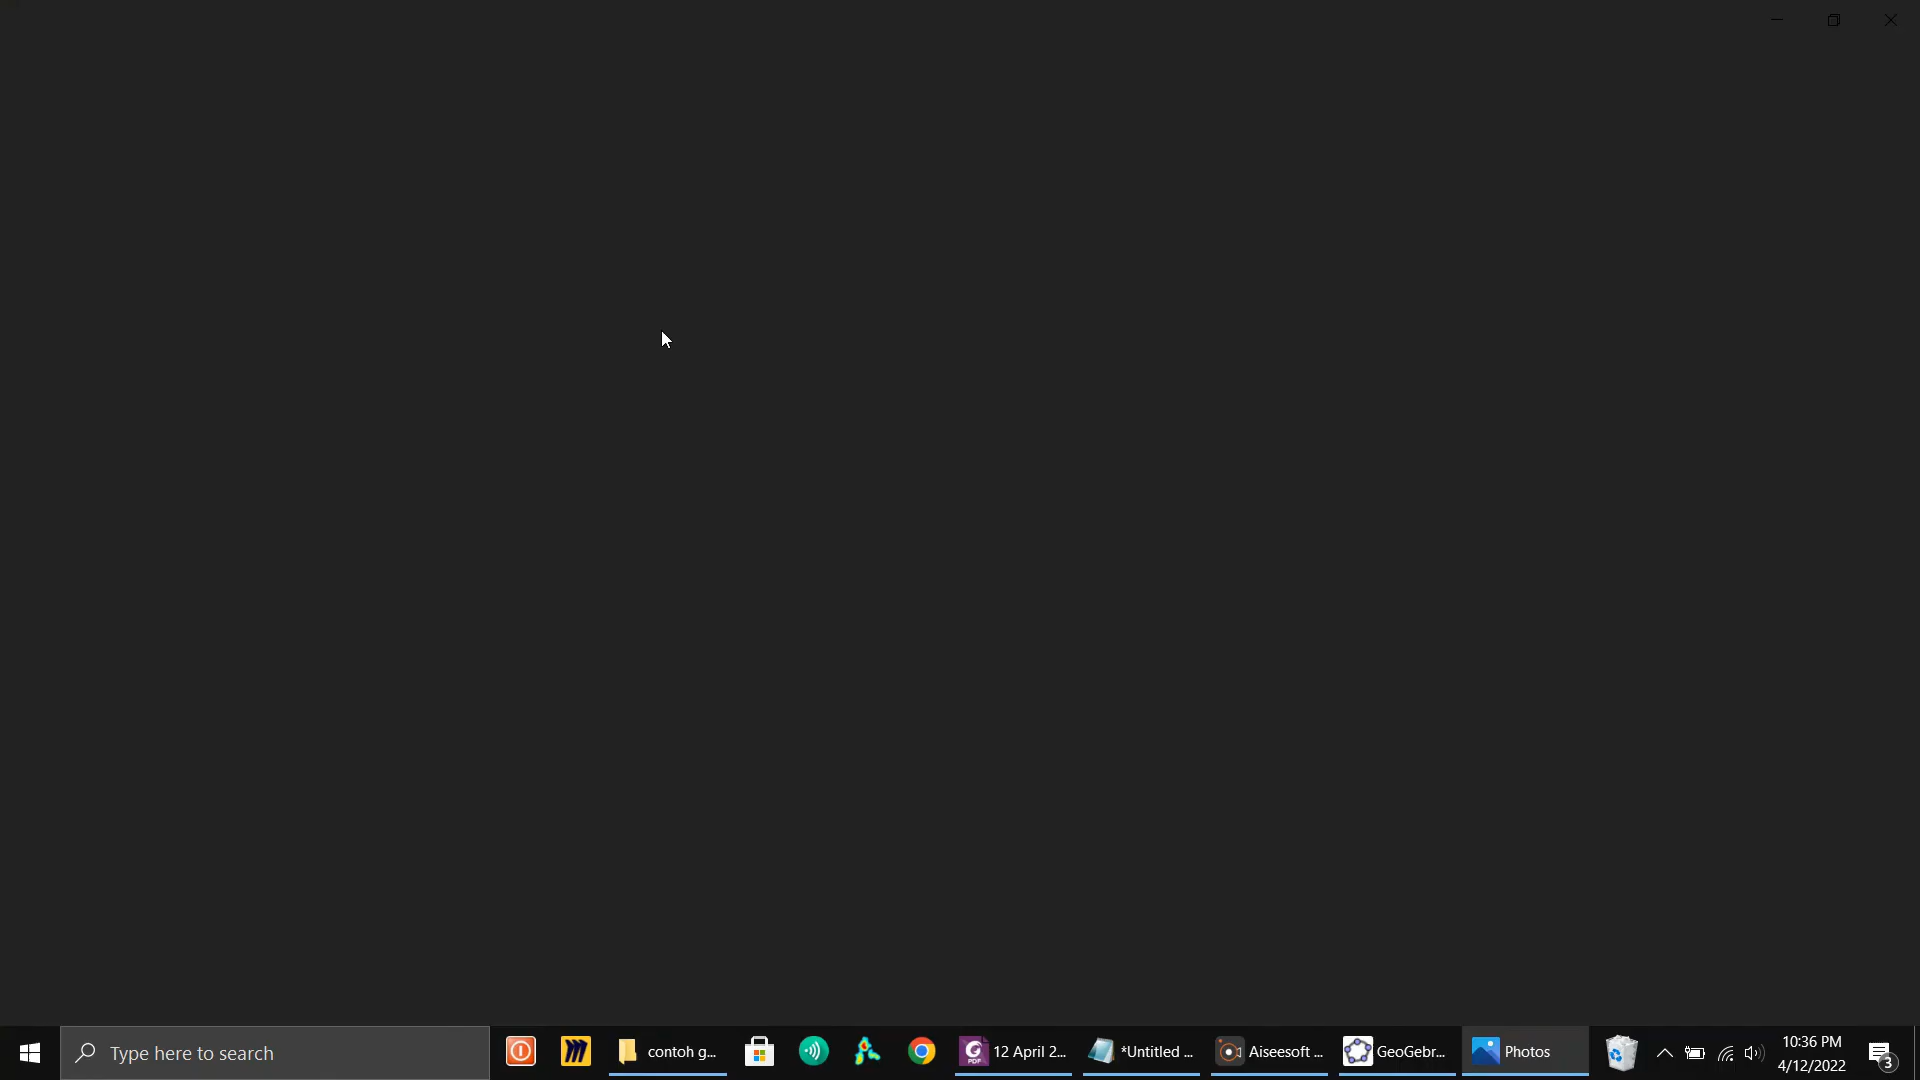 Type here to search
contoh g...
12 April 2...
*Untitled ...
Aiseesoft ...
GeoGebr...
Photos
10:36 PM
4/12/2022
3
PDF